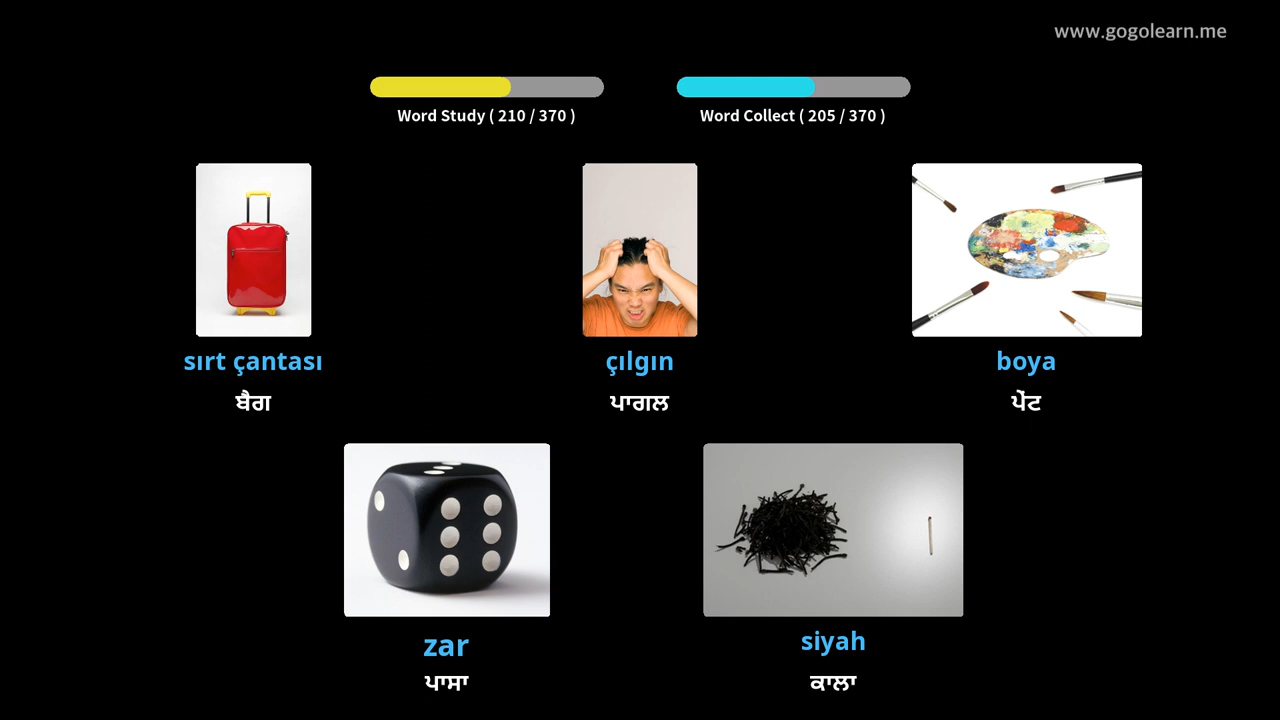 www.gogolearn.me
Word Study ( 210 / 370 )
Word Collect ( 205 / 370 )
sırt çantası
ਬੈਗ
çılgın
ਪਾਗਲ
boya
ਪੇਂਟ
zar
ਪਾਸਾ
siyah
ਕਾਲਾ